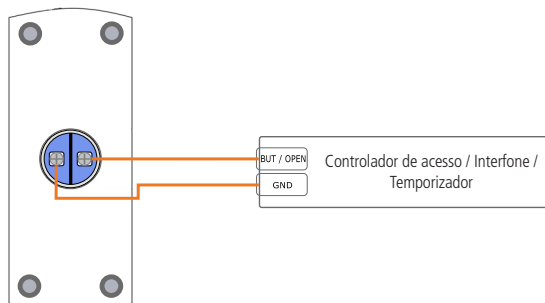 BUT / OPEN
GND
Controlador de acesso / Interfone /
Temporizador